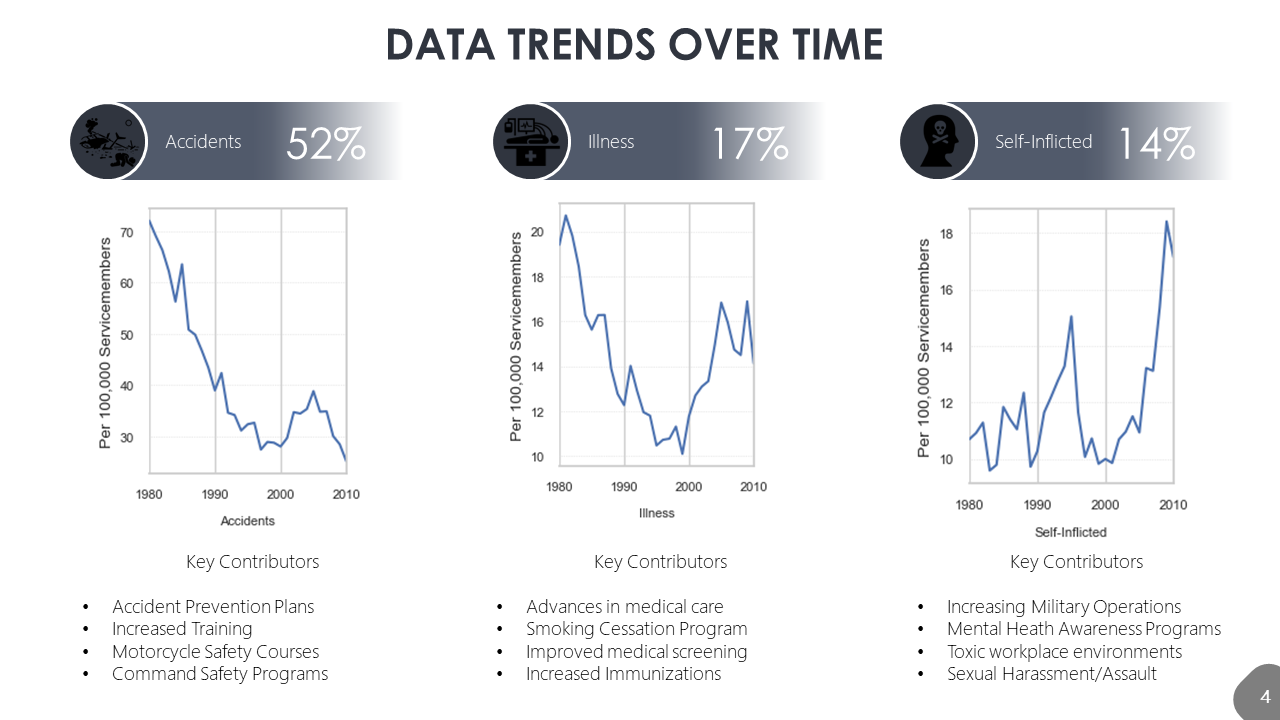 DATA TRENDS OVER TIME
Accidents 52%
70
60
50
40
30
Per 100,000 Servicemembers
1980 1990 2000 2010
Accidents
Key Contributors
• Accident Prevention Plans
• Increased Training
• Motorcycle Safety Courses
• Command Safety Programs
Illness 17%
20
18
16
14
12
10
Per 100,000 Servicemembers
1980 1990 2000 2010
Illness
Key Contributors
• Advances in medical care
• Smoking Cessation Program
• Improved medical screening
• Increased Immunizations
Self-Inflicted 14%
18
16
14
12
10
Per 100,000 Servicemembers
1980 1990 2000 2010
Self-Inflicted
Key Contributors
• Increasing Military Operations
• Mental Heath Awareness Programs
• Toxic workplace environments
• Sexual Harassment/Assault
4